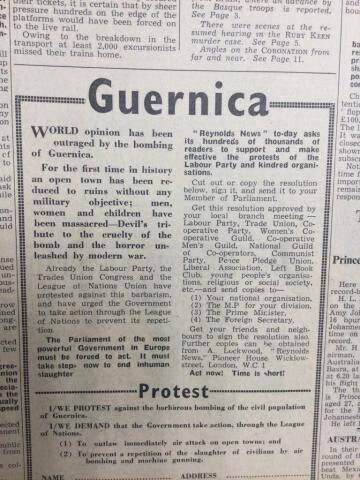 their tickets, it is certain that by sheer
pressure hundreds on the edge of the
platforms would have been forced on
to the live rail.
Owing to the breakdown in the
transport at least 2,000 excursionists
missed their trains home.
where an advance by
the Basque troops is reported.
See Page 3.
There were scenes at the re-
sumed hearing in the RUBY KEEN
murder case. See Page 5.
Angles on the CORONATION from
far and near. See Page 11.
Guernica
WORLD opinion has been
outraged by the bombing
of Guernica.
For the first time in history
an open town has been re-
duced to ruins without any
military objective; men,
women and children have
been massacred—Devil's tri-
bute to the cruelty of the
bomb and the horror un-
leashed by modern war.
Already the Labour Party, the
Trades Union Congress and the
League of Nations Union have
protested against this barbarism,
and have urged the Government
to take action through the League
of Nations to prevent its repeti-
tion.
The Parliament of the most
powerful Government in Europe
must be forced to act. It must
take steps now to end inhuman
slaughter
"Reynolds News" to-day asks
its hundreds of thousands of
readers to support and make
effective the protests of the
Labour Party and kindred organi-
sations.
Cut out or copy the resolution
below, sign it, and send it to your
Member of Parliament.
Get this resolution approved by
your local branch meeting—
Labour Party, Trade Union, Co-
operative Party, Women's Co-
operative Guild, Co-operative
Men's Guild, National Guild
of Co-operators, Communist
Party, Peace Pledge Union,
Liberal Association, Left Book
Club, young people's organisa-
tions, religious or social society,
etc.—and send copies to—
(1) Your national organisation,
(2) The M.P for your division.
(3) The Prime Minister,
(4) The Foreign Secretary.
Get your friends and neigh-
bours to sign the resolution also.
Further copies can be obtained
from A. Lockwood, "Reynolds
News," Pioneer House Wicklow-
street, London, W.C 1
Act now! Time is short!
Protest
I/WE PROTEST against the barbarous bombing of the civil population
of Guernica.
I/WE DEMAND that the Government take action, through the League
of Nations.
(1) To outlaw immediately air attack on open towns; and
(2) To prevent a repetition of the slaughter of civilians by air
bombing and machine gunning.
NAME
ADDRESS